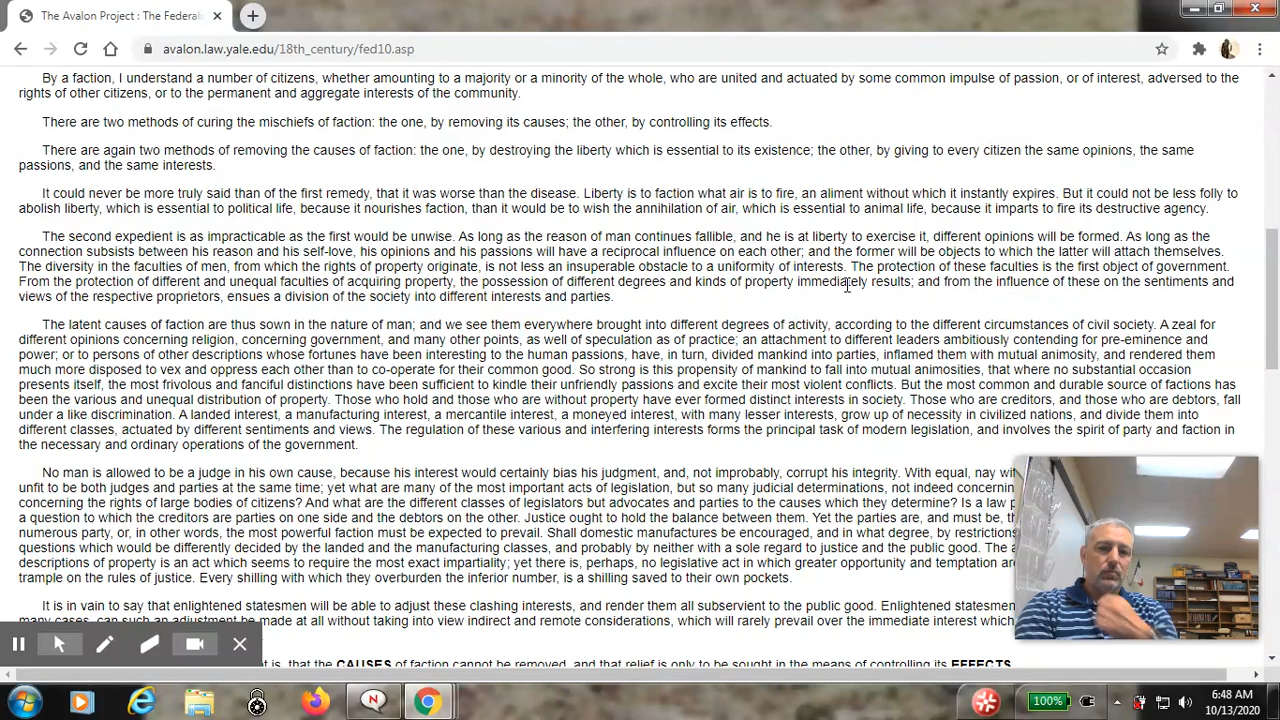 The Avalon Project : The Federali
avalon.law.yale.edu/18th_century/fed10.asp
By a faction, I understand a number of citizens, whether amounting to a majority or a minority of the whole, who are united and actuated by some common impulse of passion, or of interest, adversed to the
rights of other citizens, or to the permanent and aggregate interests of the community.
There are two methods of curing the mischiefs of faction: the one, by removing its causes; the other, by controlling its effects.
There are again two methods of removing the causes of faction: the one, by destroying the liberty which is essential to its existence; the other, by giving to every citizen the same opinions, the same
passions, and the same interests.
It could never be more truly said than of the first remedy, that it was worse than the disease. Liberty is to faction what air is to fire, an aliment without which it instantly expires. But it could not be less folly to
abolish liberty, which is essential to political life, because it nourishes faction, than it would be to wish the annihilation of air, which is essential to animal life, because it imparts to fire its destructive agency.
The second expedient is as impracticable as the first would be unwise. As long as the reason of man continues fallible, and he is at liberty to exercise it, different opinions will be formed. As long as the
connection subsists between his reason and his self-love, his opinions and his passions will have a reciprocal influence on each other; and the former will be objects to which the latter will attach themselves.
The diversity in the faculties of men, from which the rights of property originate, is not less an insuperable obstacle to a uniformity of interests. The protection of these faculties is the first object of government.
From the protection of different and unequal faculties of acquiring property, the possession of different degrees and kinds of property immediately results; and from the influence of these on the sentiments and
views of the respective proprietors, ensues a division of the society into different interests and parties.
The latent causes of faction are thus sown in the nature of man; and we see them everywhere brought into different degrees of activity, according to the different circumstances of civil society. A zeal for
different opinions concerning religion, concerning government, and many other points, as well of speculation as of practice; an attachment to different leaders ambitiously contending for pre-eminence and
power; or to persons of other descriptions whose fortunes have been interesting to the human passions, have, in turn, divided mankind into parties, inflamed them with mutual animosity, and rendered them
much more disposed to vex and oppress each other than to co-operate for their common good. So strong is this propensity of mankind to fall into mutual animosities, that where no substantial occasion
presents itself, the most frivolous and fanciful distinctions have been sufficient to kindle their unfriendly passions and excite their most violent conflicts. But the most common and durable source of factions has
been the various and unequal distribution of property. Those who hold and those who are without property have ever formed distinct interests in society. Those who are creditors, and those who are debtors, fall
under a like discrimination. A landed interest, a manufacturing interest, a mercantile interest, a moneyed interest, with many lesser interests, grow up of necessity in civilized nations, and divide them into
different classes, actuated by different sentiments and views. The regulation of these various and interfering interests forms the principal task of modern legislation, and involves the spirit of party and faction in
the necessary and ordinary operations of the government.
No man is allowed to be a judge in his own cause, because his interest would certainly bias his judgment, and, not improbably, corrupt his integrity. With equal, nay wit
unfit to be both judges and parties at the same time; yet what are many of the most important acts of legislation, but so many judicial determinations, not indeed concernin
concerning the rights of large bodies of citizens? And what are the different classes of legislators but advocates and parties to the causes which they determine? Is a law p
a question to which the creditors are parties on one side and the debtors on the other. Justice ought to hold the balance between them. Yet the parties are, and must be, th
numerous party, or, in other words, the most powerful faction must be expected to prevail. Shall domestic manufactures be encouraged, and in what degree, by restrictions
questions which would be differently decided by the landed and the manufacturing classes, and probably by neither with a sole regard to justice and the public good. The a
descriptions of property is an act which seems to require the most exact impartiality; yet there is, perhaps, no legislative act in which greater opportunity and temptation are
trample on the rules of justice. Every shilling with which they overburden the inferior number, is a shilling saved to their own pockets.
It is in vain to say that enlightened statesmen will be able to adjust these clashing interests, and render them all subservient to the public good. Enlightened statesmen
many cases, can such an adjustment be made at all without taking into view indirect and remote considerations, which will rarely prevail over the immediate interest which
is, that the CAUSES of faction cannot be removed, and that relief is only to be sought in the means of controlling its EFFECTS
100%
6:48 AM
10/13/2020